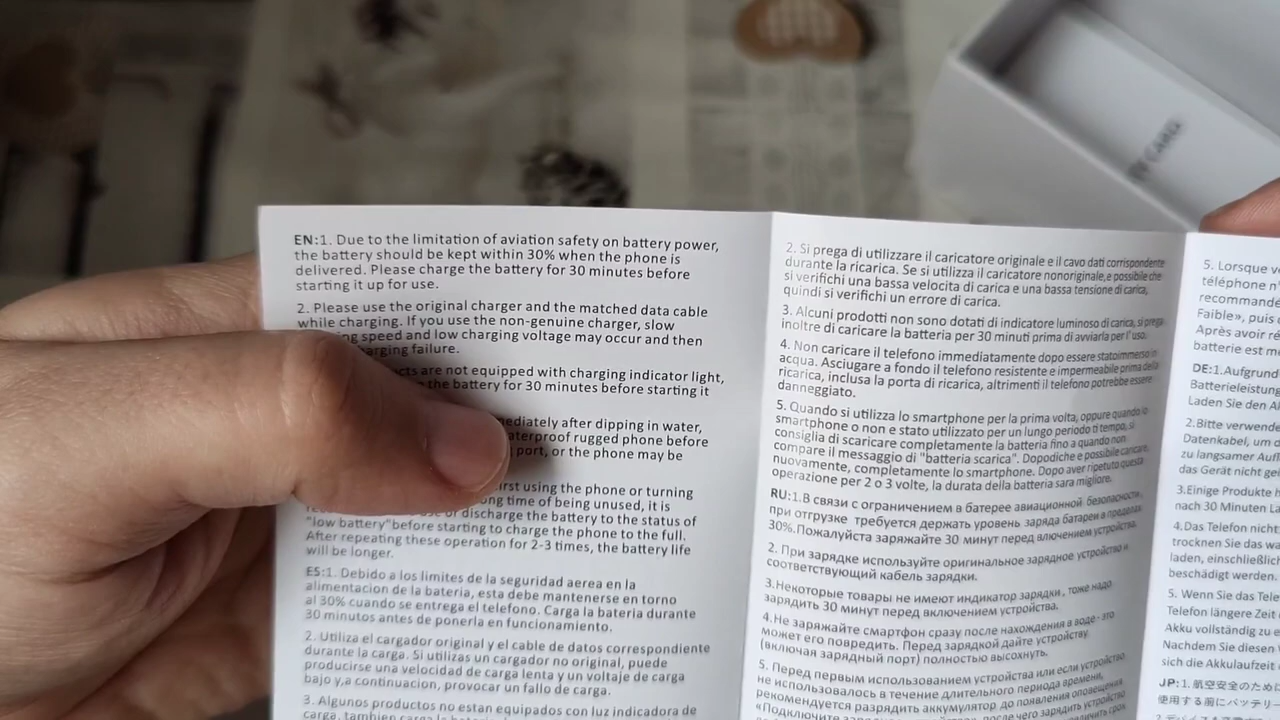 EN:1. Due to the limitation of aviation safety on battery power,
the battery should be kept within 30% when the phone is
delivered. Please charge the battery for 30 minutes before
starting it up for use.
2. Please use the original charger and the matched data cable
while charging. If you use the non-genuine charger, slow
speed and low charging voltage may occur and then
charging failure.
are not equipped with charging indicator light,
the battery for 30 minutes before starting it
after dipping in water,
rugged phone before
port, or the phone may be
using the phone or turning
time of being unused, it is
or discharge the battery to the status of
"low battery"before starting to charge the phone to the full.
After repeating these operation for 2-3 times, the battery life
will be longer.
ES:1. Debido a los limites de la seguridad aerea en la
alimentacion de la bateria, esta debe mantenerse en torno
al 30% cuando se entrega el telefono. Carga la bateria durante
30 minutos antes de ponerla en funcionamiento.
2. Utiliza el cargador original y el cable de datos correspondiente
durante la carga. Si utilizas un cargador no original, puede
producirse una velocidad de carga lenta y un voltaje de carga
bajo y,a continuacion, provocar un fallo de carga.
3. Algunos productos no estan equipados con luz indicadora de
carga, tambien carga la
2. Si prega di utilizzare il caricatore originale e il cavo dati corrispondente
durante la ricarica. Se si utilizza il caricatore nonoriginale,e possibile che
si verifichi una bassa velocita di carica e una bassa tensione di carica,
quindi si verifichi un errore di carica.
3. Alcuni prodotti non sono dotati di indicatore luminoso di carica, si prega
inoltre di caricare la batteria per 30 minuti prima di avviarla per l'uso.
4. Non caricare il telefono immediatamente dopo essere statoimmerso in
acqua. Asciugare a fondo il telefono resistente e impermeabile prima della
ricarica, inclusa la porta di ricarica, altrimenti il telefono potrebbe essere
danneggiato.
5. Quando si utilizza lo smartphone per la prima volta, oppure quando lo
smartphone o non e stato utilizzato per un lungo periodo ti tempo, si
consiglia di scaricare completamente la batteria fino a quando non
compare il messaggio di "batteria scarica". Dopodiche e possibile caricare,
nuovamente, completamente lo smartphone. Dopo aver ripetuto questa
operazione per 2 o 3 volte, la durata della batteria sara migliore.
RU:1.В связи с ограничением в батерее авиационной безопасности,
при отгрузке требуется держать уровень заряда батареи в пределах
30%.Пожалуйста заряжайте 30 минут перед влючением устройства.
2. При зарядке используйте оригинальное зарядное устройство и
соответствующий кабель зарядки.
3.Некоторые товары не имеют индикатор зарядки , тоже надо
зарядить 30 минут перед включением устройства.
4.Не заряжайте смартфон сразу после нахождения в воде - это
может его повредить. Перед зарядкой дайте устройству
(включая зарядный порт) полностью высохнуть.
5. Перед первым использованием устройства или если устройство
не использовалось в течение длительного периода времени,
рекомендуется разрядить аккумулятор до появления оповещения
«Подключите
5. Lorsque v
téléphone n'
recommand
Faible», puis
Après avoir re
batterie est m
DE:1.Aufgrund
Batterieleistung
Laden Sie den A
2.Bitte verwende
Datenkabel, um
zu langsamer Aufl
das Gerät nicht ge
3.Einige Produkte h
nach 30 Minuten La
4.Das Telefon nicht
trocknen Sie das wa
laden, einschließlich
beschädigt werden.
5. Wenn Sie das Tele
Telefon längere Zeit
Akku vollständig zu e
Nachdem Sie diesen V
sich die Akkulaufzeit
JP:1. 航空安全のため
使用する前にバッテリー